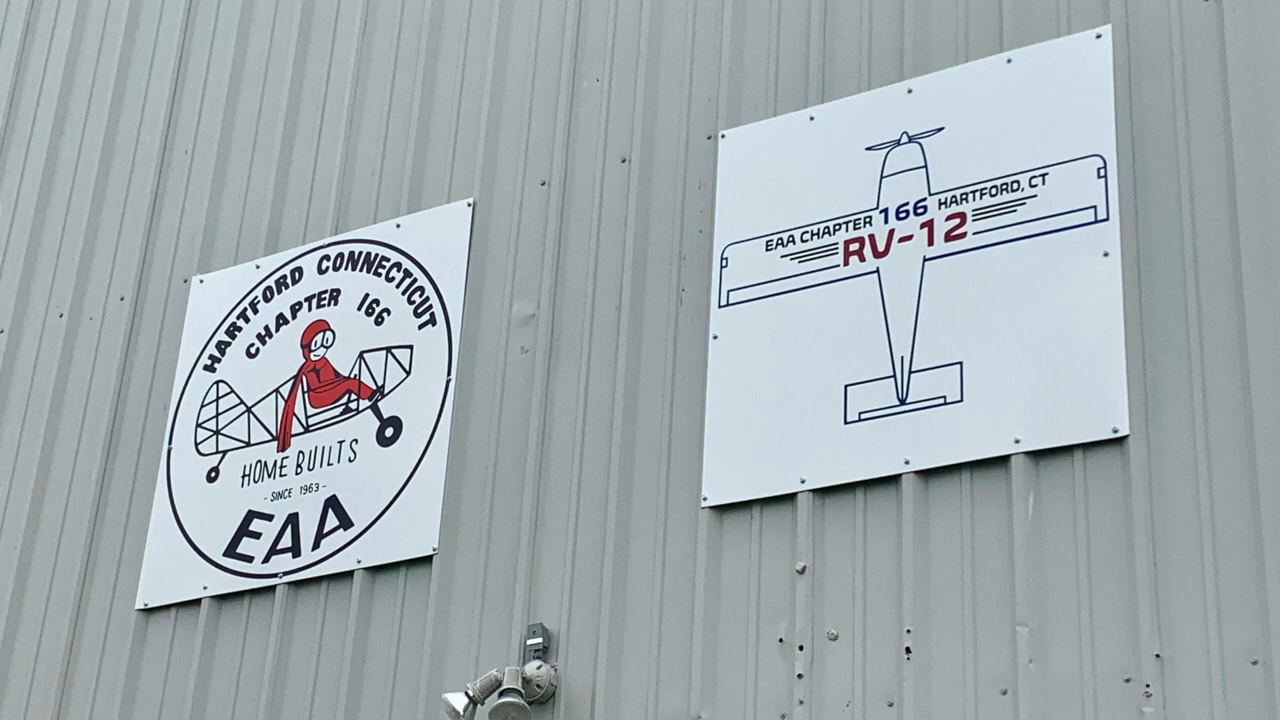 HARTFORD CONNECTICUT
CHAPTER 166
HOME BUILTS
- SINCE 1963 -
EAA
EAA CHAPTER 166 HARTFORD, CT
RV-12